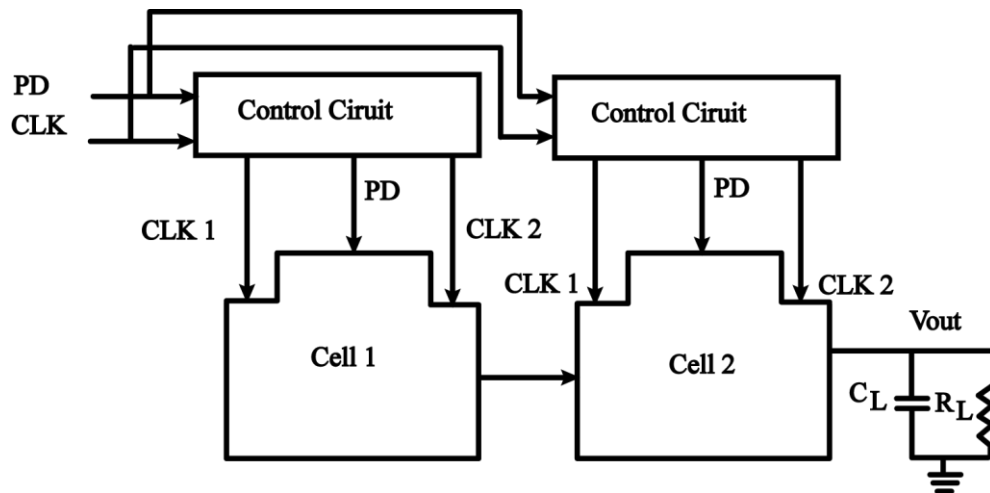 PD
CLK
Control Ciruit
Control Ciruit
CLK 1
PD
CLK 2
CLK 1
PD
CLK 2
Cell 1
Cell 2
Vout
CL
RL